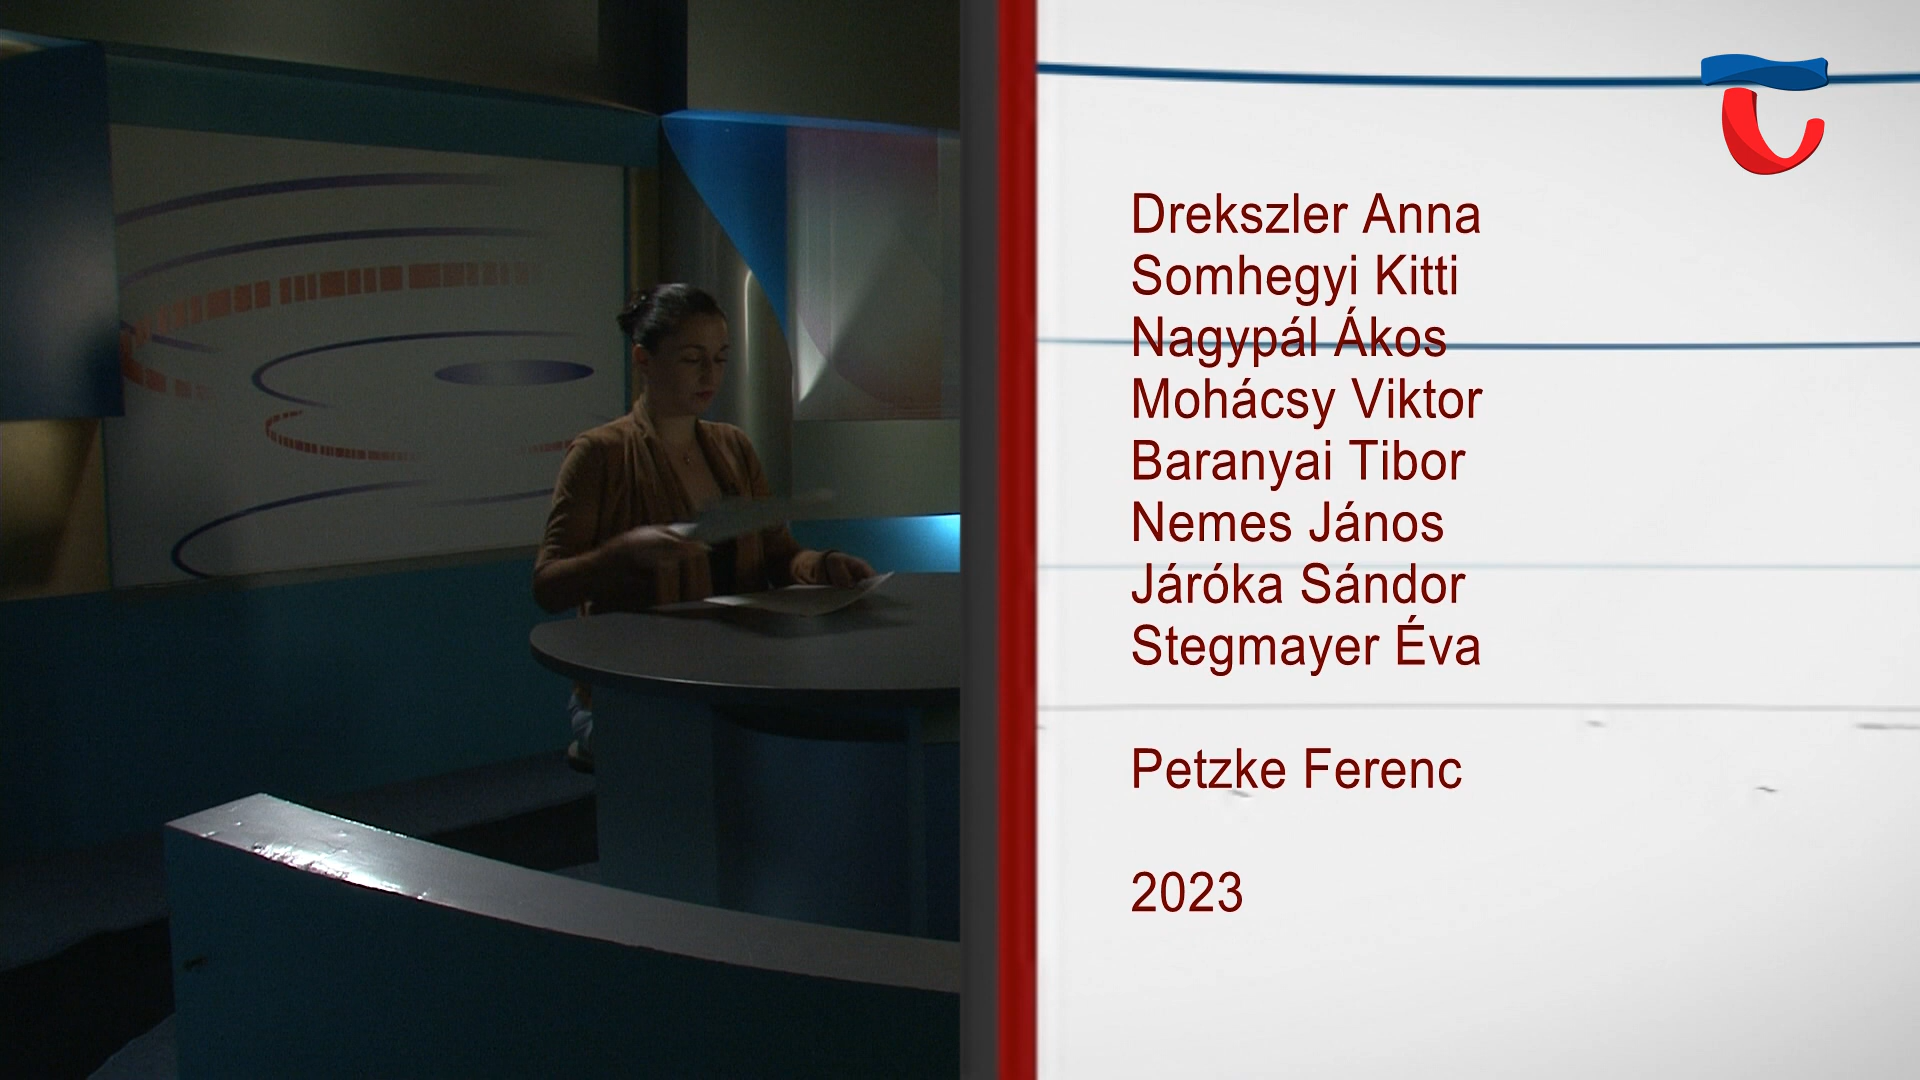 Drekszler Anna
Somhegyi Kitti
Nagypál Ákos
Mohácsy Viktor
Baranyai Tibor
Nemes János
Járóka Sándor
Stegmayer Éva
Petzke Ferenc
2023